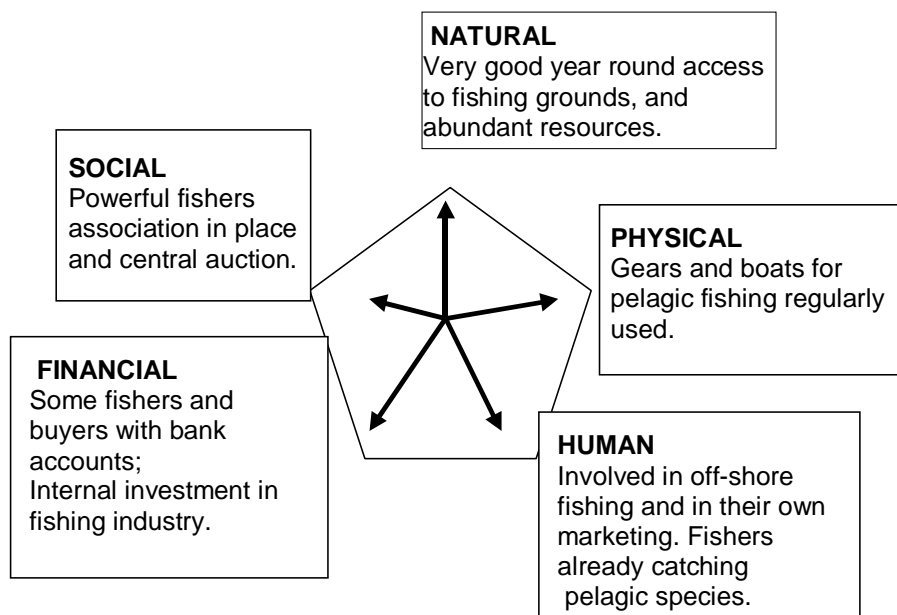 NATURAL
Very good year round access
to fishing grounds, and
abundant resources.
SOCIAL
Powerful fishers
association in place
and central auction.
PHYSICAL
Gears and boats for
pelagic fishing regularly
used.
FINANCIAL
Some fishers and
buyers with bank
accounts;
Internal investment in
fishing industry.
HUMAN
Involved in off-shore
fishing and in their own
marketing. Fishers
already catching
pelagic species.